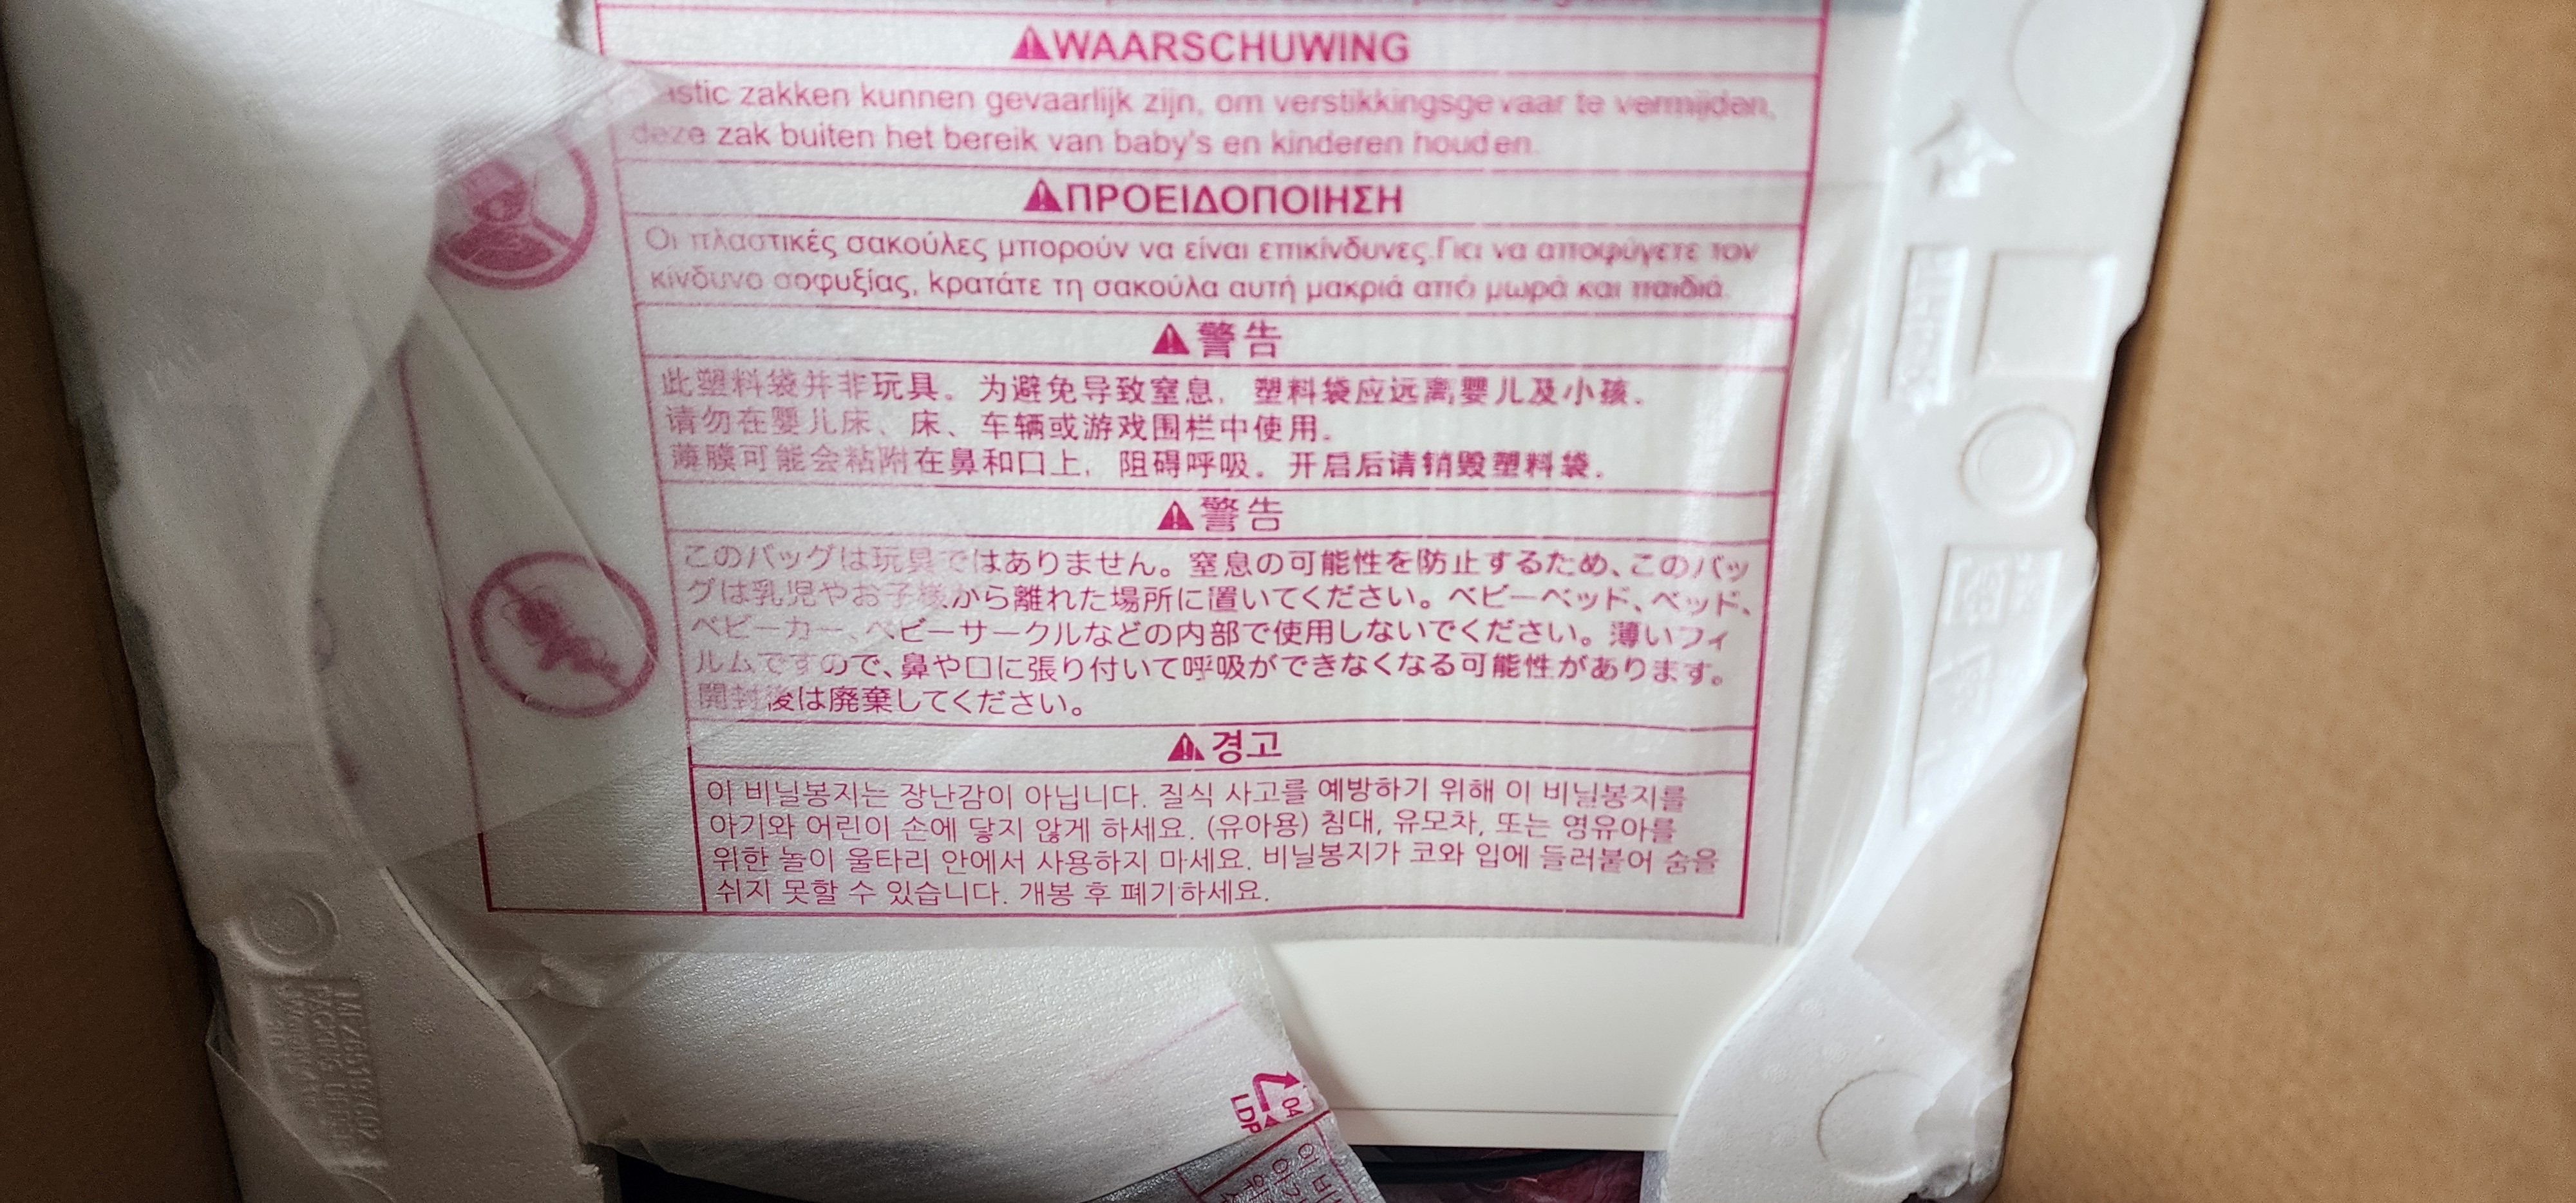 WAARSCHUWING
zakken kunnen gevaarlijk zijn, om verstikkingsgevaar te vermijden,
deze zak buiten het bereik van baby's en kinderen houden.
ΠΡΟΕΙΔΟΠΟΙΗΣΗ
Οι πλαστικές σακούλες μπορούν να είναι επικίνδυνες.Για να αποφύγετε τον
κίνδυνο σοφυξίας, κρατάτε τη σακούλα αυτή μακριά από μωρά και παιδιά.
警告
此塑料袋并非玩具。为避免导致窒息，塑料袋应远离婴儿及小孩．
请勿在婴儿床、床、车辆或游戏围栏中使用。
薄膜可能会粘附在鼻和口上，阻碍呼吸。开启后请销毁塑料袋．
警告
このバッグは玩具ではありません。窒息の可能性を防止するため、このバッ
グは乳児やお子様から離れた場所に置いてください。ベビーベッド、ベッド、
ベビーカー、ベビーサークルなどの内部で使用しないでください。薄いフィ
ルムですので、鼻や口に張り付いて呼吸ができなくなる可能性があります。
開封後は廃棄してください。
경고
이 비닐봉지는 장난감이 아닙니다. 질식 사고를 예방하기 위해 이 비닐봉지를
아기와 어린이 손에 닿지 않게 하세요. (유아용) 침대, 유모차, 또는 영유아를
위한 놀이 울타리 안에서 사용하지 마세요. 비닐봉지가 코와 입에 들러붙어 숨을
쉬지 못할 수 있습니다. 개봉 후 폐기하세요.
04
LDP